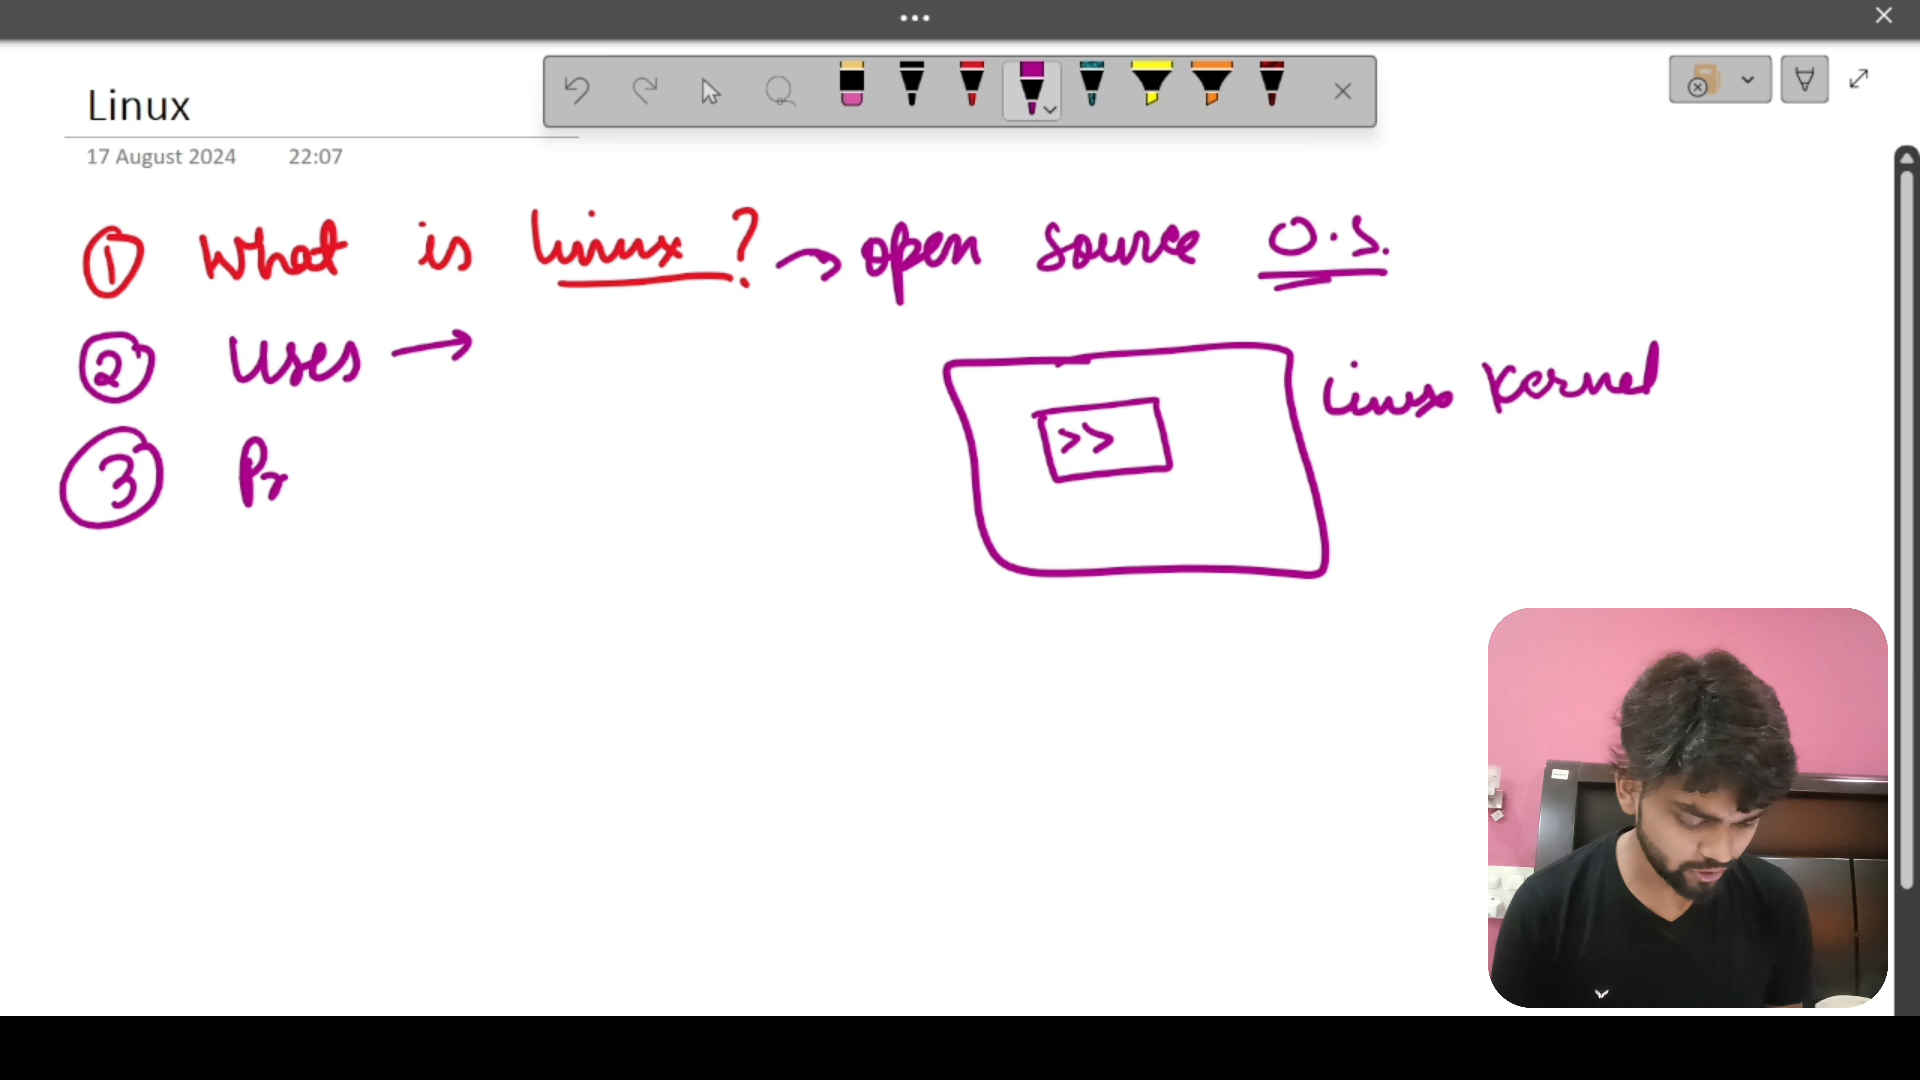 Linux
17 August 2024 22:07
① What is linux ? → open source O.S.
② Uses →
③ Pr
>>
Linux Kernel